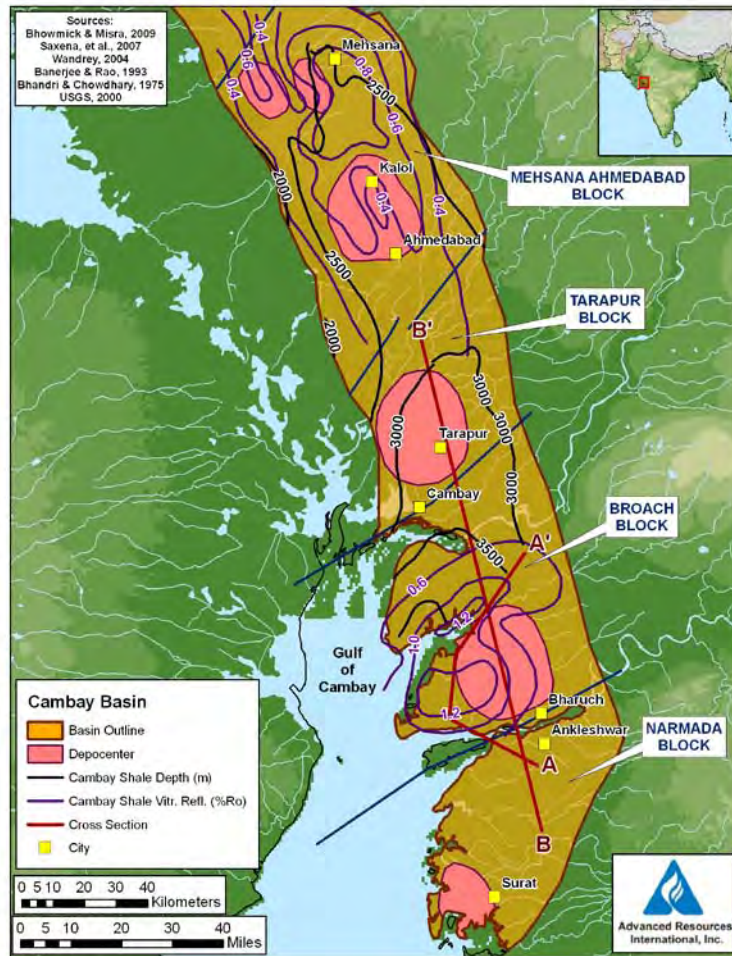 Sources:
Bhowmick & Misra, 2009
Saxena, et al., 2007
Wandrey, 2004
Banerjee & Rao, 1993
Bhandri & Chowdhary, 1975
USGS, 2000
0·4
0·6
0·4
Mehsana
0·8
2500
0·6
2000
Kalol
0·4
0·4
MEHSANA AHMEDABAD
BLOCK
Ahmedabad
2500
2000
TARAPUR
BLOCK
B'
3000
3000
3000
Tarapur
3000
Cambay
BROACH
BLOCK
3500
A'
0·6
1·2
1·0
Gulf
of
Cambay
1·2
Bharuch
Ankleshwar
NARMADA
BLOCK
A
B
Surat
Cambay Basin
Basin Outline
Depocenter
Cambay Shale Depth (m)
Cambay Shale Vitr. Refl. (%Ro)
Cross Section
City
0 5 10 20 30 40
Kilometers
0 5 10 20 30 40
Miles
Advanced Resources
International, Inc.